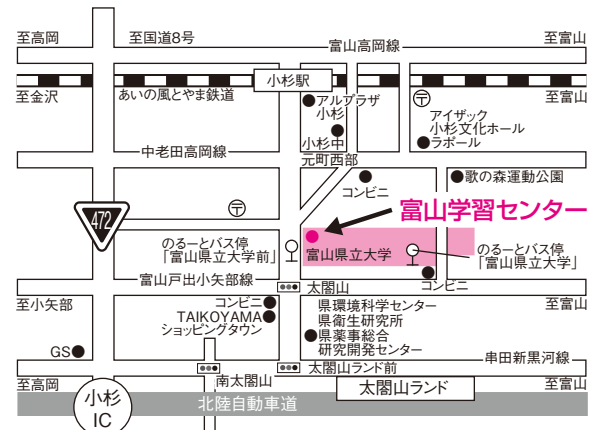 至高岡
至国道8号
富山高岡線
至富山
小杉駅
至金沢
あいの風とやま鉄道
アルプラザ
小杉
〒
至富山
アイザック
小杉文化ホール
ラポール
小杉中
中老田高岡線
元町西部
コンビニ
歌の森運動公園
472
〒
富山学習センター
のるーとバス停
「富山県立大学前」
富山県立大学
のるーとバス停
「富山県立大学」
富山戸出小矢部線
太閤山
コンビニ
至小矢部
コンビニ
TAIKOYAMA
ショッピングタウン
県環境科学センター
県衛生研究所
県薬事総合
研究開発センター
至富山
GS
太閤山ランド前
串田新黒河線
至高岡
南太閤山
太閤山ランド
至富山
小杉
IC
北陸自動車道